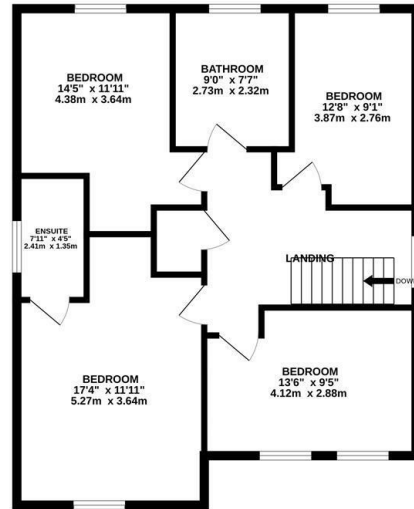 BEDROOM
14'5" x 11'11"
4.38m x 3.64m
BATHROOM
9'0" x 7'7"
2.73m x 2.32m
BEDROOM
12'8" x 9'1"
3.87m x 2.76m
ENSUITE
7'11" x 4'5"
2.41m x 1.35m
LANDING
DOW
BEDROOM
17'4" x 11'11"
5.27m x 3.64m
BEDROOM
13'6" x 9'5"
4.12m x 2.88m